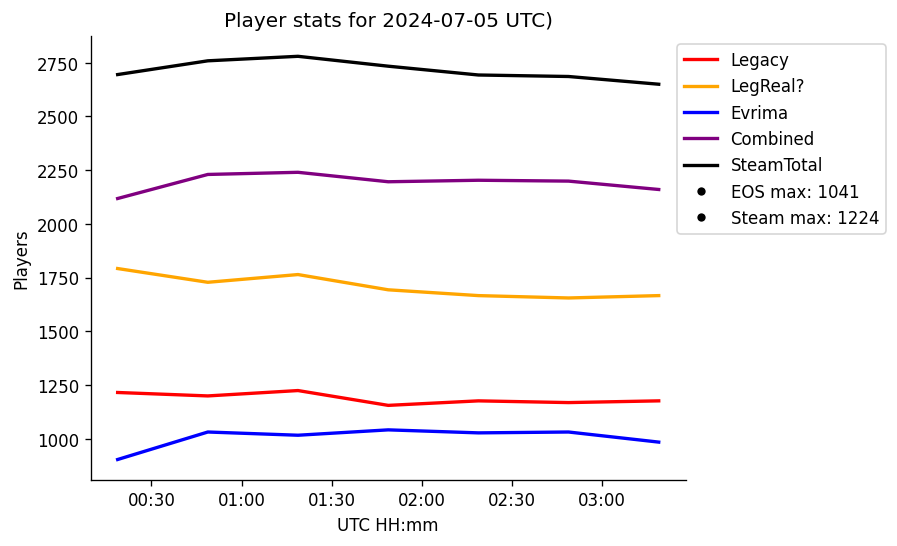 Player stats for 2024-07-05 UTC)
Legacy
LegReal?
Evrima
Combined
SteamTotal
EOS max: 1041
Steam max: 1224
Players
2750
2500
2250
2000
1750
1500
1250
1000
00:30 01:00 01:30 02:00 02:30 03:00
UTC HH:mm